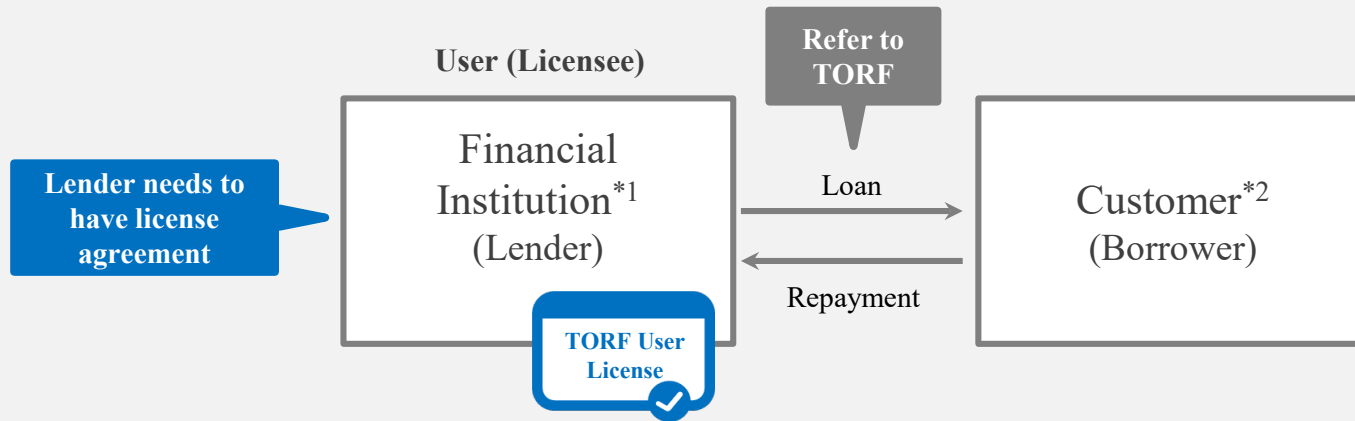 User (Licensee)
Refer to
TORF
Lender needs to
have license
agreement
Financial
Institution*1
(Lender)
TORF User
License
Loan
Repayment
Customer*2
(Borrower)